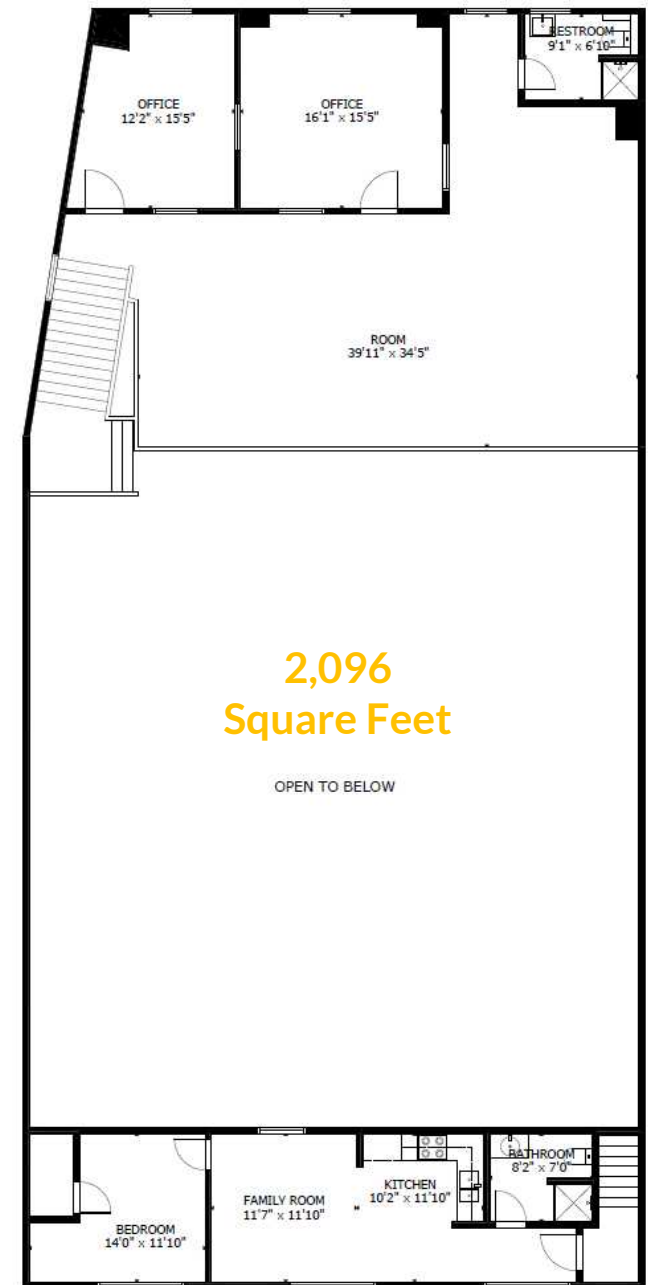 RESTROOM
9'1" x 6'10"
OFFICE
12'2" x 15'5"
OFFICE
16'1" x 15'5"
ROOM
39'11" x 34'5"
2,096
Square Feet
OPEN TO BELOW
BATHROOM
8'2" x 7'0"
KITCHEN
10'2" x 11'10"
FAMILY ROOM
11'7" x 11'10"
BEDROOM
14'0" x 11'10"